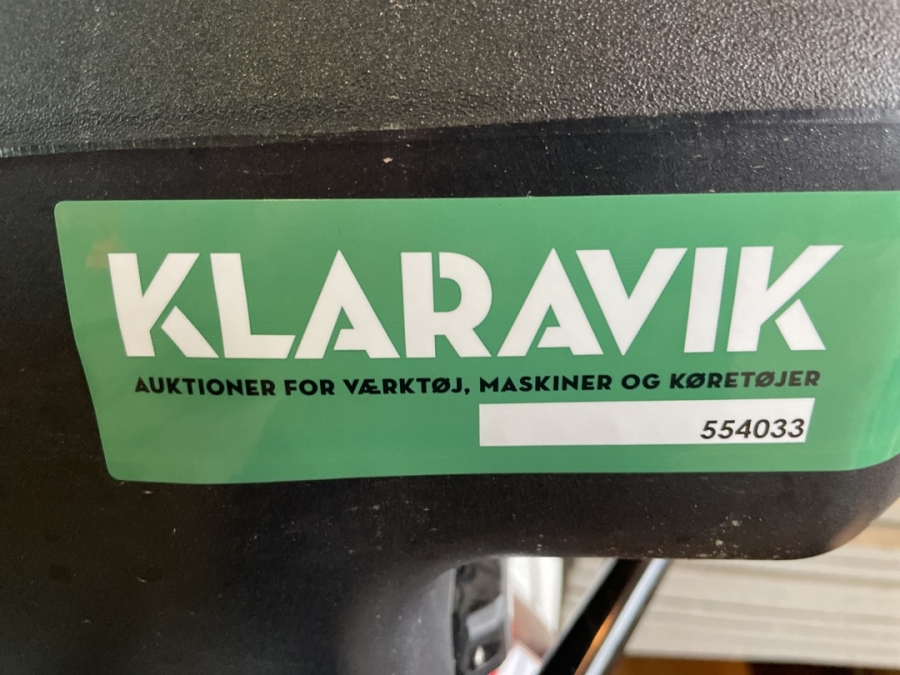 KLARAVIK
AUKTIONER FOR VÆRKTØJ, MASKINER OG KØRETØJER
554033